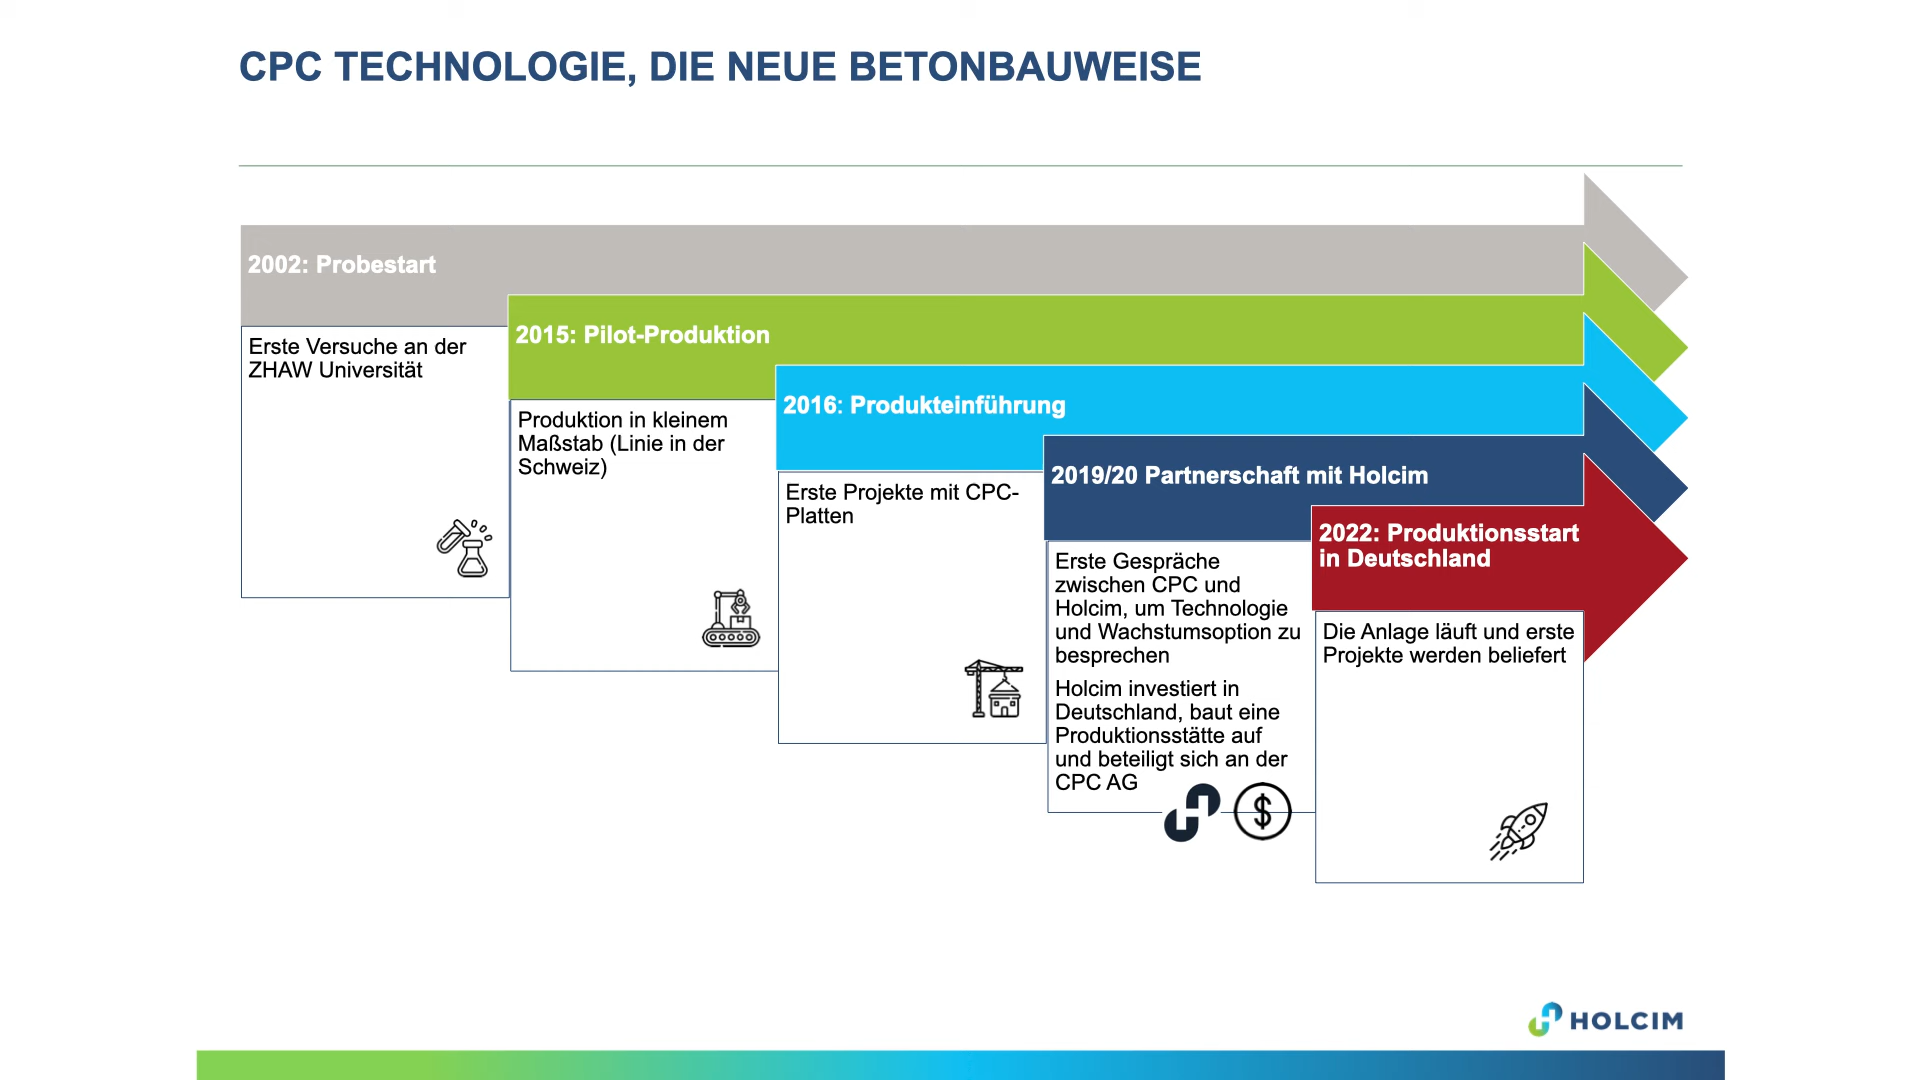 CPC TECHNOLOGIE, DIE NEUE BETONBAUWEISE
2002: Probestart
Erste Versuche an der
ZHAW Universität
2015: Pilot-Produktion
Produktion in kleinem
Maßstab (Linie in der
Schweiz)
2016: Produkteinführung
Erste Projekte mit CPC-
Platten
2019/20 Partnerschaft mit Holcim
Erste Gespräche
zwischen CPC und
Holcim, um Technologie
und Wachstumsoption zu
besprechen
Holcim investiert in
Deutschland, baut eine
Produktionsstätte auf
und beteiligt sich an der
CPC AG
$
2022: Produktionsstart
in Deutschland
Die Anlage läuft und erste
Projekte werden beliefert
HOLCIM